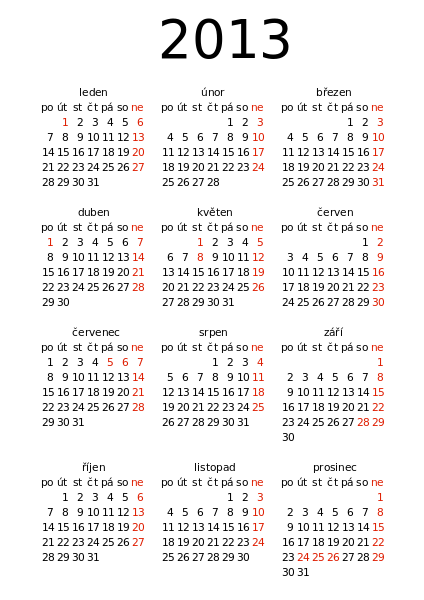 2013
leden únor březen
po út st čt pá so ne po út st čt pá so ne po út st čt pá so ne
1 2 3 4 5 6 1 2 3 1 2 3
7 8 9 10 11 12 13 4 5 6 7 8 9 10 4 5 6 7 8 9 10
14 15 16 17 18 19 20 11 12 13 14 15 16 17 11 12 13 14 15 16 17
21 22 23 24 25 26 27 18 19 20 21 22 23 24 18 19 20 21 22 23 24
28 29 30 31 25 26 27 28 25 26 27 28 29 30 31
duben květen červen
po út st čt pá so ne po út st čt pá so ne po út st čt pá so ne
1 2 3 4 5 6 7 1 2 3 4 5 1 2
8 9 10 11 12 13 14 6 7 8 9 10 11 12 3 4 5 6 7 8 9
15 16 17 18 19 20 21 13 14 15 16 17 18 19 10 11 12 13 14 15 16
22 23 24 25 26 27 28 20 21 22 23 24 25 26 17 18 19 20 21 22 23
29 30 27 28 29 30 31 24 25 26 27 28 29 30
červenec srpen září
po út st čt pá so ne po út st čt pá so ne po út st čt pá so ne
1 2 3 4 5 6 7 1 2 3 4 1
8 9 10 11 12 13 14 5 6 7 8 9 10 11 2 3 4 5 6 7 8
15 16 17 18 19 20 21 12 13 14 15 16 17 18 9 10 11 12 13 14 15
22 23 24 25 26 27 28 19 20 21 22 23 24 25 16 17 18 19 20 21 22
29 30 31 26 27 28 29 30 31 23 24 25 26 27 28 29
30
říjen listopad prosinec
po út st čt pá so ne po út st čt pá so ne po út st čt pá so ne
1 2 3 4 5 6 1 2 3 1
7 8 9 10 11 12 13 4 5 6 7 8 9 10 2 3 4 5 6 7 8
14 15 16 17 18 19 20 11 12 13 14 15 16 17 9 10 11 12 13 14 15
21 22 23 24 25 26 27 18 19 20 21 22 23 24 16 17 18 19 20 21 22
28 29 30 31 25 26 27 28 29 30 23 24 25 26 27 28 29
30 31